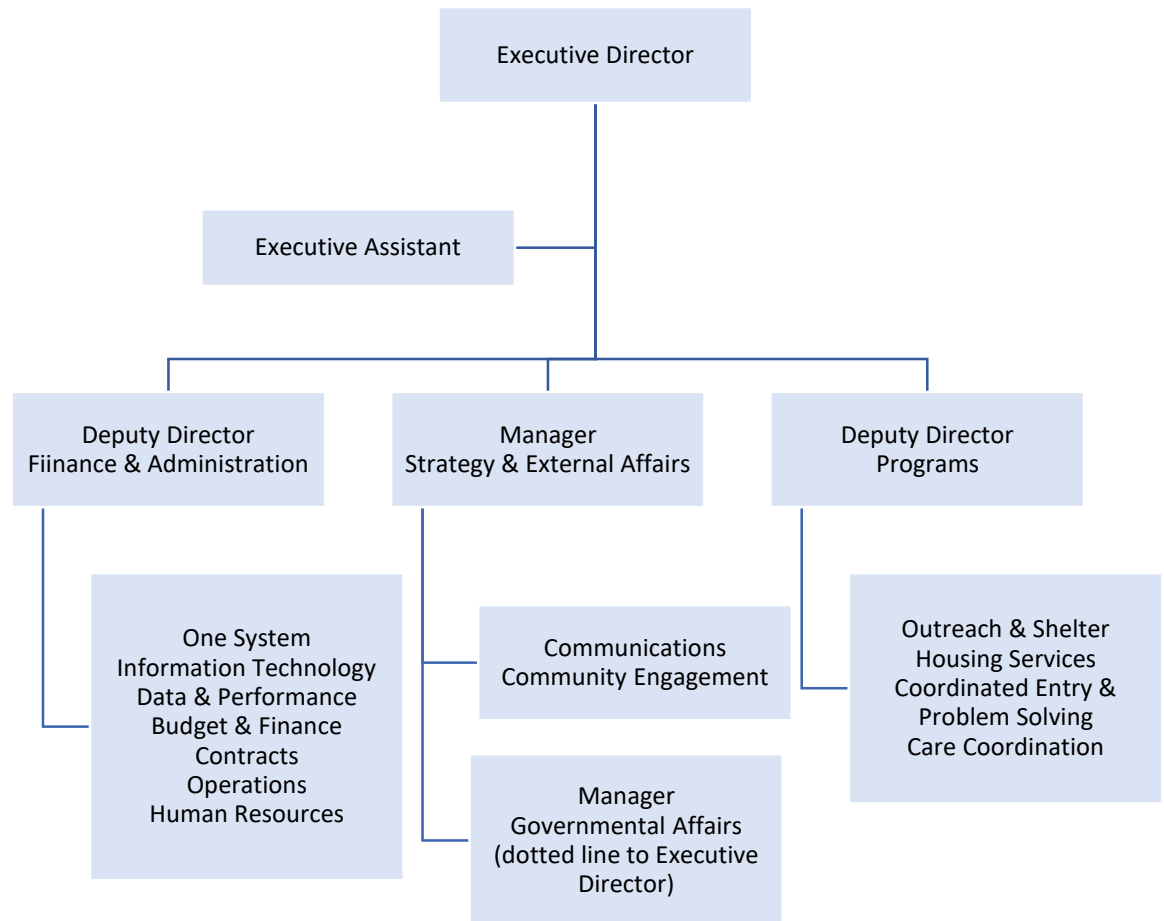 Executive Director
Executive Assistant
Deputy Director
Fiinance & Administration
Manager
Strategy & External Affairs
Deputy Director
Programs
One System
Information Technology
Data & Performance
Budget & Finance
Contracts
Operations
Human Resources
Communications
Community Engagement
Manager
Governmental Affairs
(dotted line to Executive
Director)
Outreach & Shelter
Housing Services
Coordinated Entry &
Problem Solving
Care Coordination